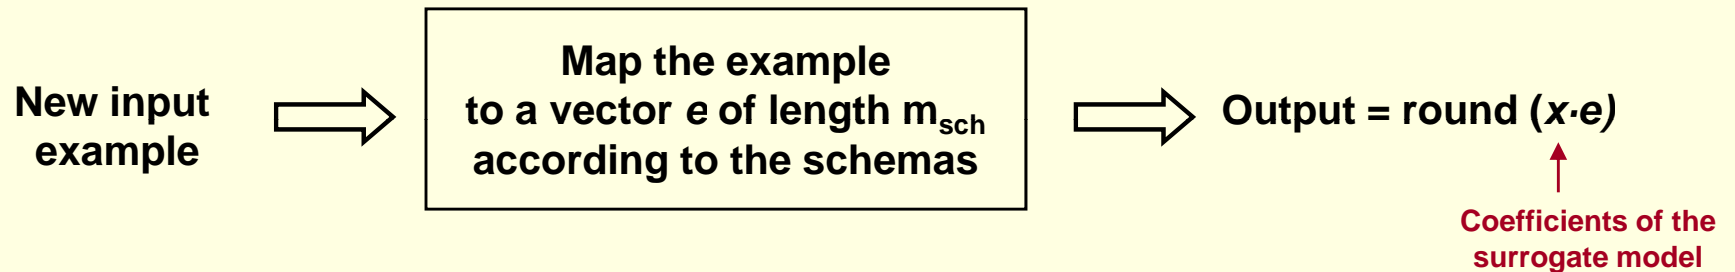 New input
example
Map the example
to a vector e of length m_sch
according to the schemas
Output = round (x·e)
Coefficients of the
surrogate model